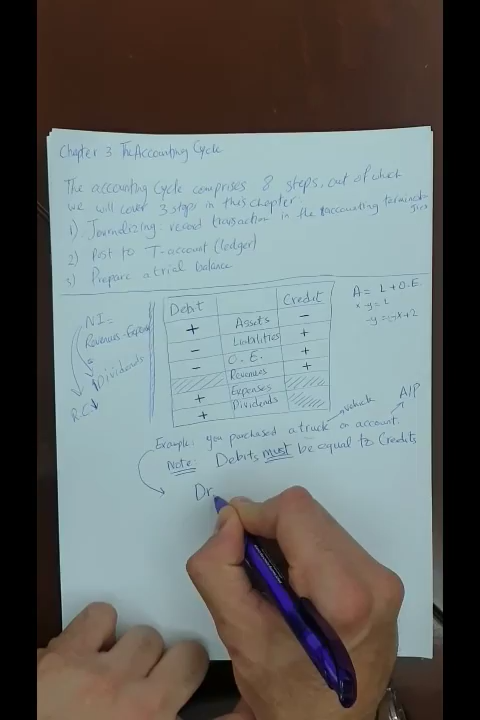 Chapter 3 The Accounting Cycle
The accounting Cycle comprises 8 steps, out of which
we will cover 3 steps in this chapter:
1) Journalizing: record transaction in the accounting terminologies
2) Post to T-account (ledger)
3) Prepare a trial balance
A = L + O.E.
x - y = 2
-y = -x + 2
NI =
Revenues - Expenses
Dividends
RE
Debit Credit
+ Assets -
- Liabilities +
- O.E. +
Revenues +
+ Expenses
+ Dividends
vehicle A/P
Example: you purchased a truck on account.
Note: Debits must be equal to Credits
Dr.